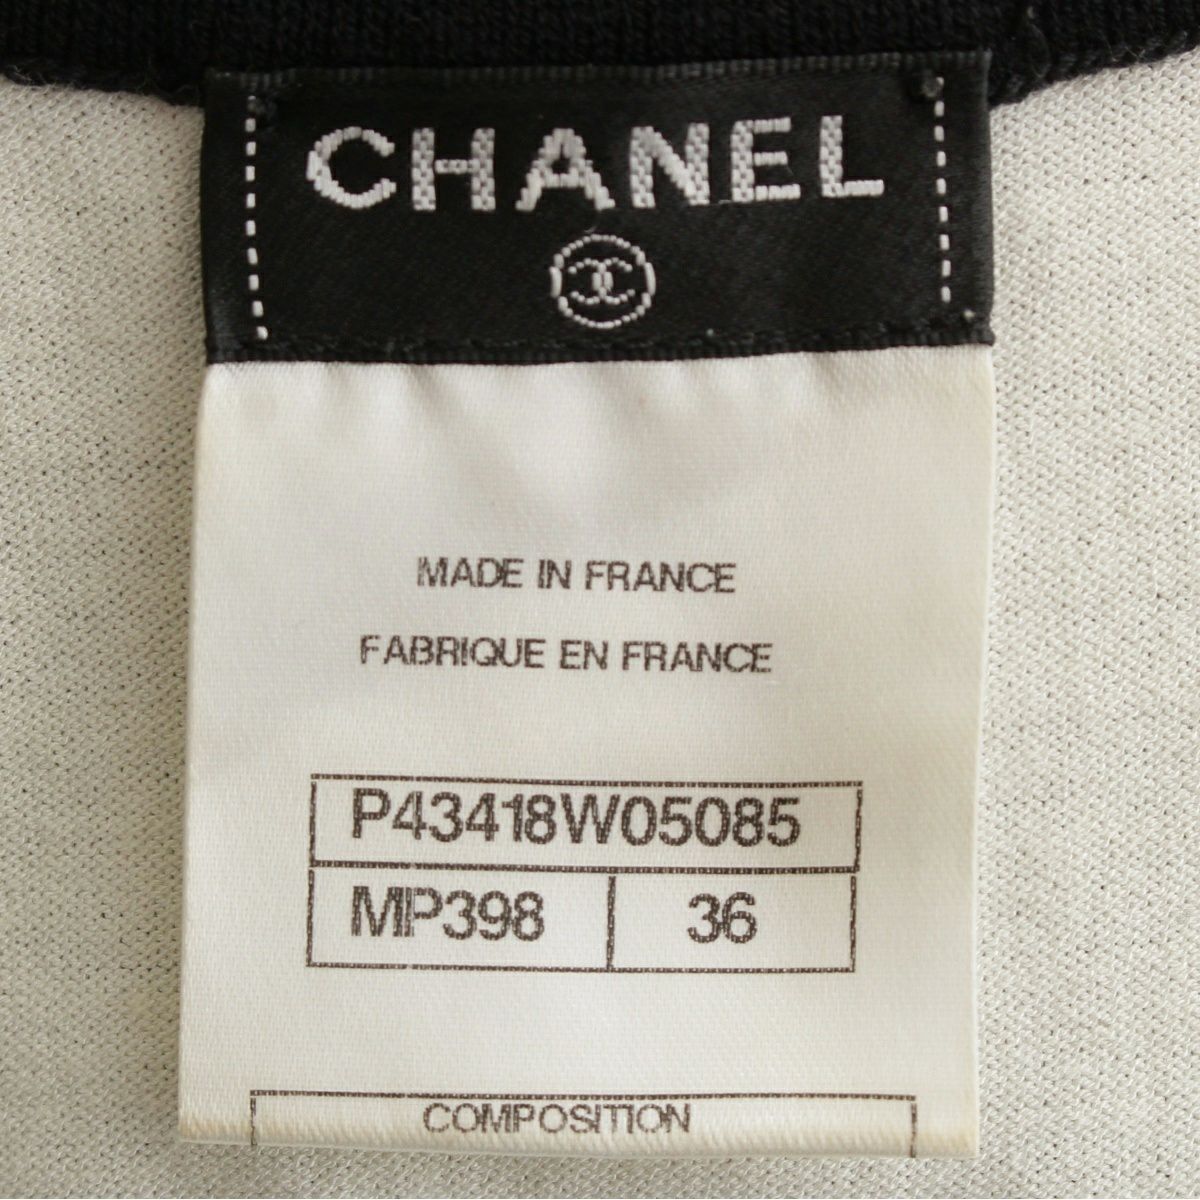 CHANEL
MADE IN FRANCE
FABRIQUE EN FRANCE
P43418W05085
MP398 36
COMPOSITION